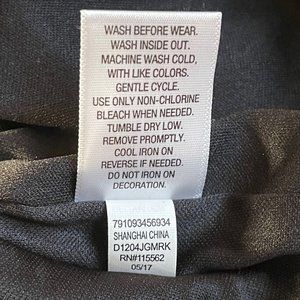 WASH BEFORE WEAR.
WASH INSIDE OUT.
MACHINE WASH COLD,
WITH LIKE COLORS.
GENTLE CYCLE.
USE ONLY NON-CHLORINE
BLEACH WHEN NEEDED.
TUMBLE DRY LOW.
REMOVE PROMPTLY.
COOL IRON ON
REVERSE IF NEEDED.
DO NOT IRON ON
DECORATION.
791093456934
SHANGHAI CHINA
D1204JGMRK
RN#115562
05/17